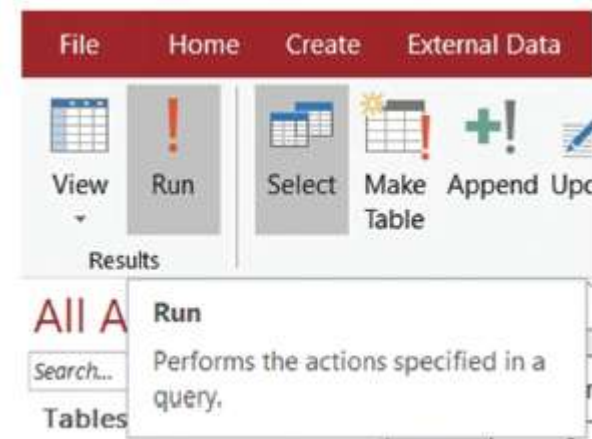 File Home Create External Data
View Run Select Make Table Append
Results
All A
Run
Performs the actions specified in a
query.
Search...
Tables